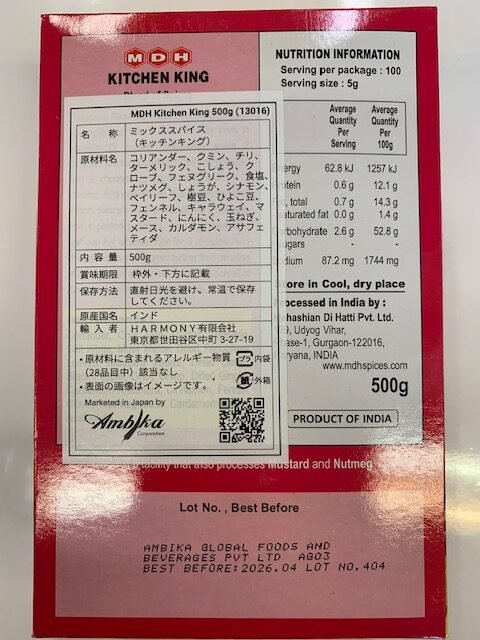 MDH
KITCHEN KING
NUTRITION INFORMATION
Serving per package : 100
Serving size : 5g
Average Quantity Per Serving
Average Quantity Per 100g
ergy 62.8 kJ 1257 kJ
tein 0.6 g 12.1 g
, total 0.7 g 14.3 g
aturated fat 0.0 g 1.4 g
rbohydrate 2.6 g 52.8 g
ugars - -
dium 87.2 mg 1744 mg
ore in Cool, dry place
ocessed in India by :
hashian Di Hatti Pvt. Ltd.
9, Udyog Vihar,
ase-1, Gurgaon-122016,
ryana, INDIA
www.mdhspices.com
500g
PRODUCT OF INDIA
MDH Kitchen King 500g (13016)
名 称 ミックススパイス
（キッチンキング）
原材料名 コリアンダー、クミン、チリ、
ターメリック、こしょう、ク
ローブ、フェヌグリーク、食塩、
ナツメグ、しょうが、シナモン、
ベイリーフ、樹豆、ひよこ豆、
フェンネル、キャラウェイ、マ
スタード、にんにく、玉ねぎ、
メース、カルダモン、アサフェ
ティダ
内 容 量 500g
賞味期限 枠外・下方に記載
保存方法 直射日光を避け、常温で保存
してください。
原産国名 インド
輸 入 者 HARMONY有限会社
東京都世田谷区中町 3-27-19
・原材料に含まれるアレルギー物質
（28品目中）該当なし
・表面の画像はイメージです。
プラ 内袋
紙 外箱
Marketed in Japan by
Ambika
Corporation
facility that also processes Mustard and Nutmeg
Lot No. , Best Before
AMBIKA GLOBAL FOODS AND
BEVERAGES PVT LTD AG03
BEST BEFORE:2026.04 LOT NO.404